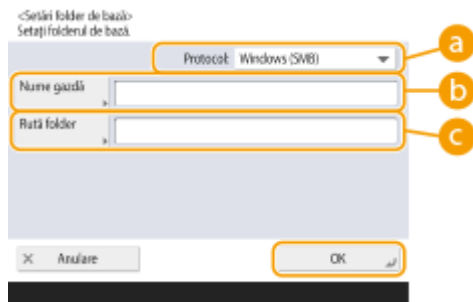 <Setări folder de bază>
Setați folderul de bază.
Protocol: Windows (SMB)
a
Nume gazdă
b
Rută folder
c
× Anulare
OK